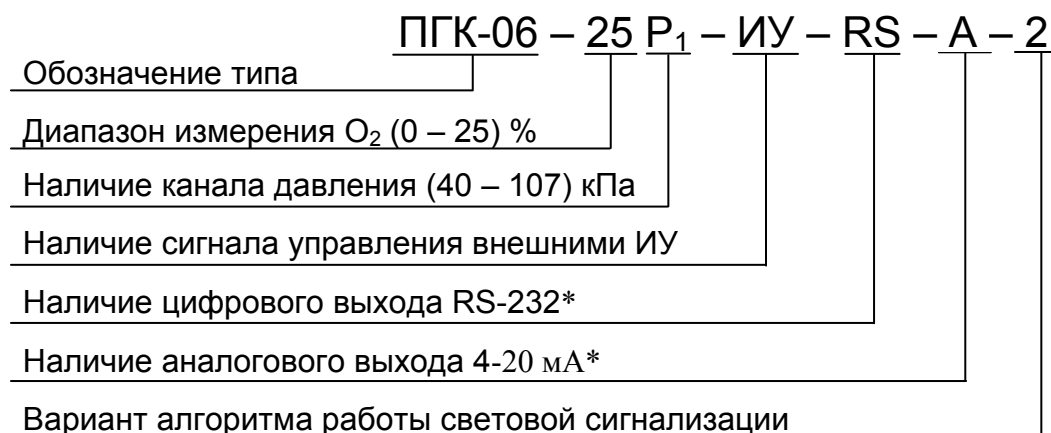 ПГК-06 – 25 Р₁ – ИУ – RS – А – 2
Обозначение типа
Диапазон измерения О₂ (0 – 25) %
Наличие канала давления (40 – 107) кПа
Наличие сигнала управления внешними ИУ
Наличие цифрового выхода RS-232*
Наличие аналогового выхода 4-20 мА*
Вариант алгоритма работы световой сигнализации